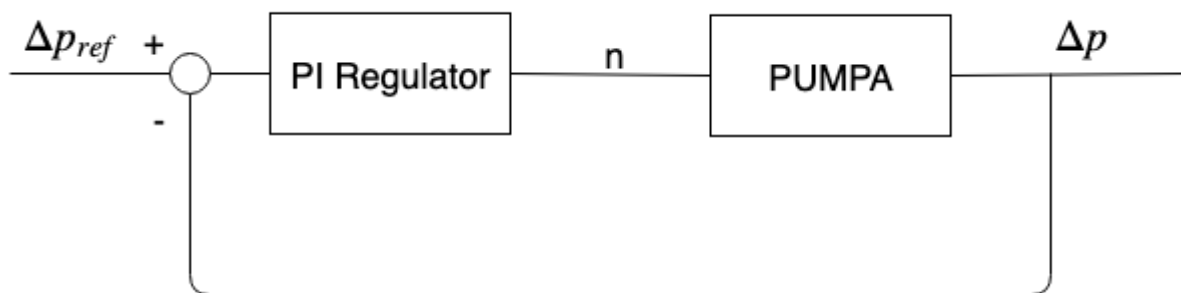 Δp_ref
+
-
PI Regulator
n
PUMPA
Δp